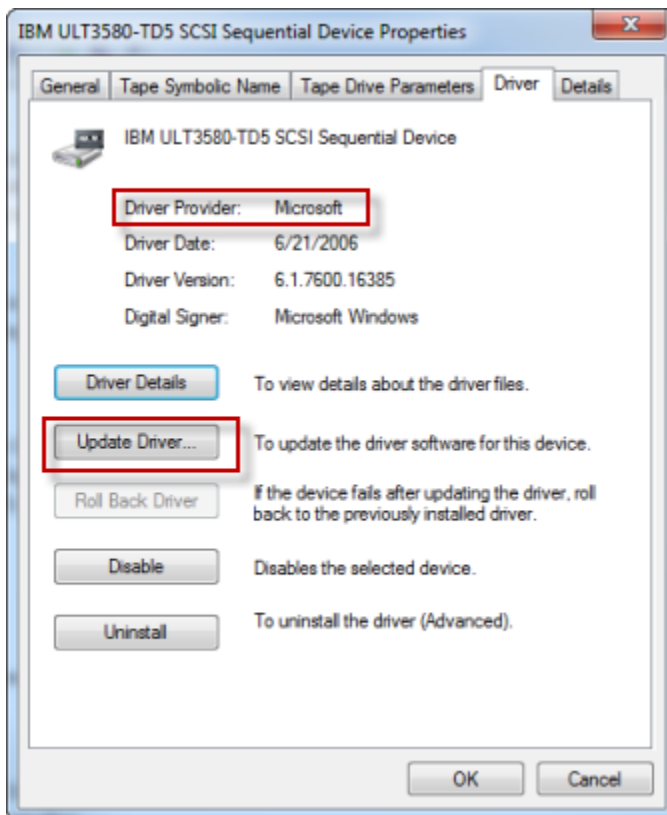 IBM ULT3580-TD5 SCSI Sequential Device Properties
General Tape Symbolic Name Tape Drive Parameters Driver Details
IBM ULT3580-TD5 SCSI Sequential Device
Driver Provider: Microsoft
Driver Date: 6/21/2006
Driver Version: 6.1.7600.16385
Digital Signer: Microsoft Windows
Driver Details To view details about the driver files.
Update Driver... To update the driver software for this device.
Roll Back Driver If the device fails after updating the driver, roll
back to the previously installed driver.
Disable Disables the selected device.
Uninstall To uninstall the driver (Advanced).
OK Cancel